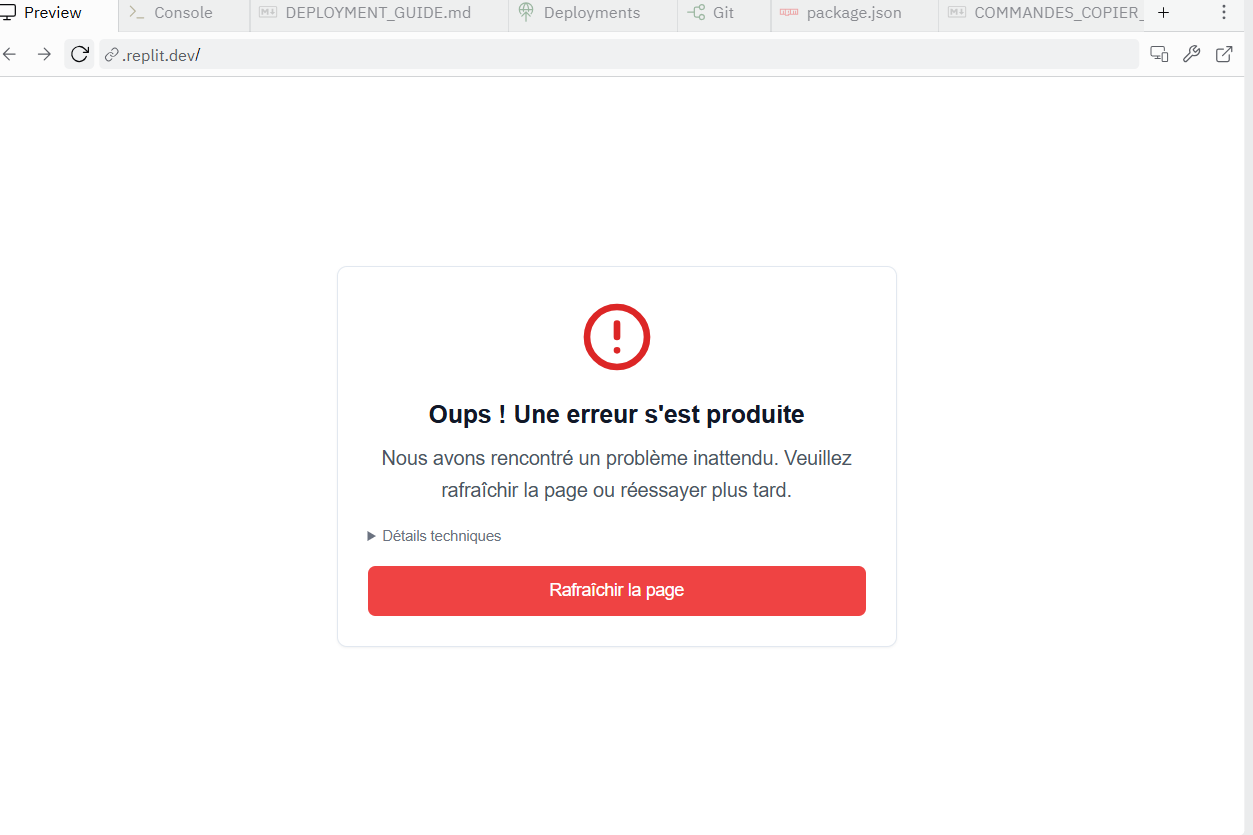 Preview
Console
DEPLOYMENT_GUIDE.md
Deployments
Git
package.json
COMMANDES_COPIER_
.replit.dev/
Oups ! Une erreur s'est produite
Nous avons rencontré un problème inattendu. Veuillez
rafraîchir la page ou réessayer plus tard.
Détails techniques
Rafraîchir la page